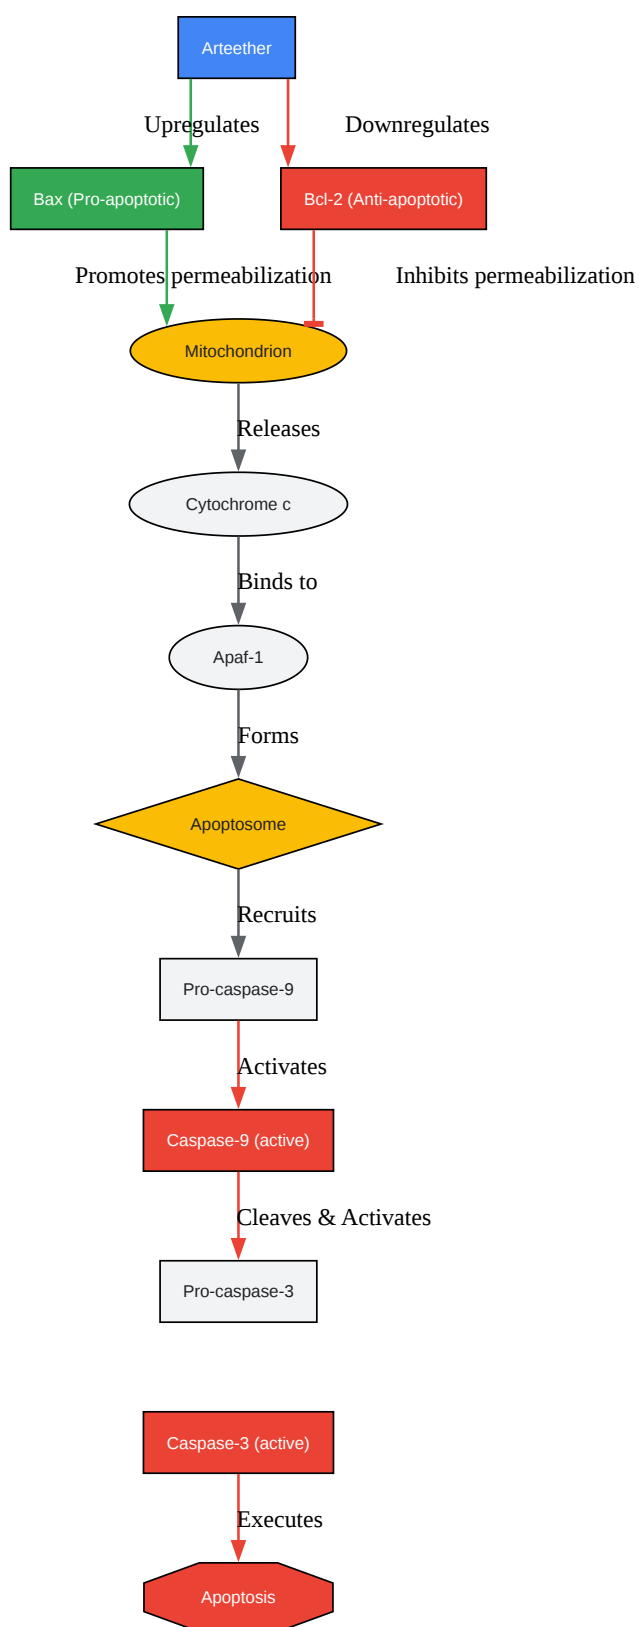 Arteether
Upregulates
Downregulates
Bax (Pro-apoptotic)
Bcl-2 (Anti-apoptotic)
Promotes permeabilization
Inhibits permeabilization
Mitochondrion
Releases
Cytochrome c
Binds to
Apaf-1
Forms
Apoptosome
Recruits
Pro-caspase-9
Activates
Caspase-9 (active)
Cleaves & Activates
Pro-caspase-3
Caspase-3 (active)
Executes
Apoptosis